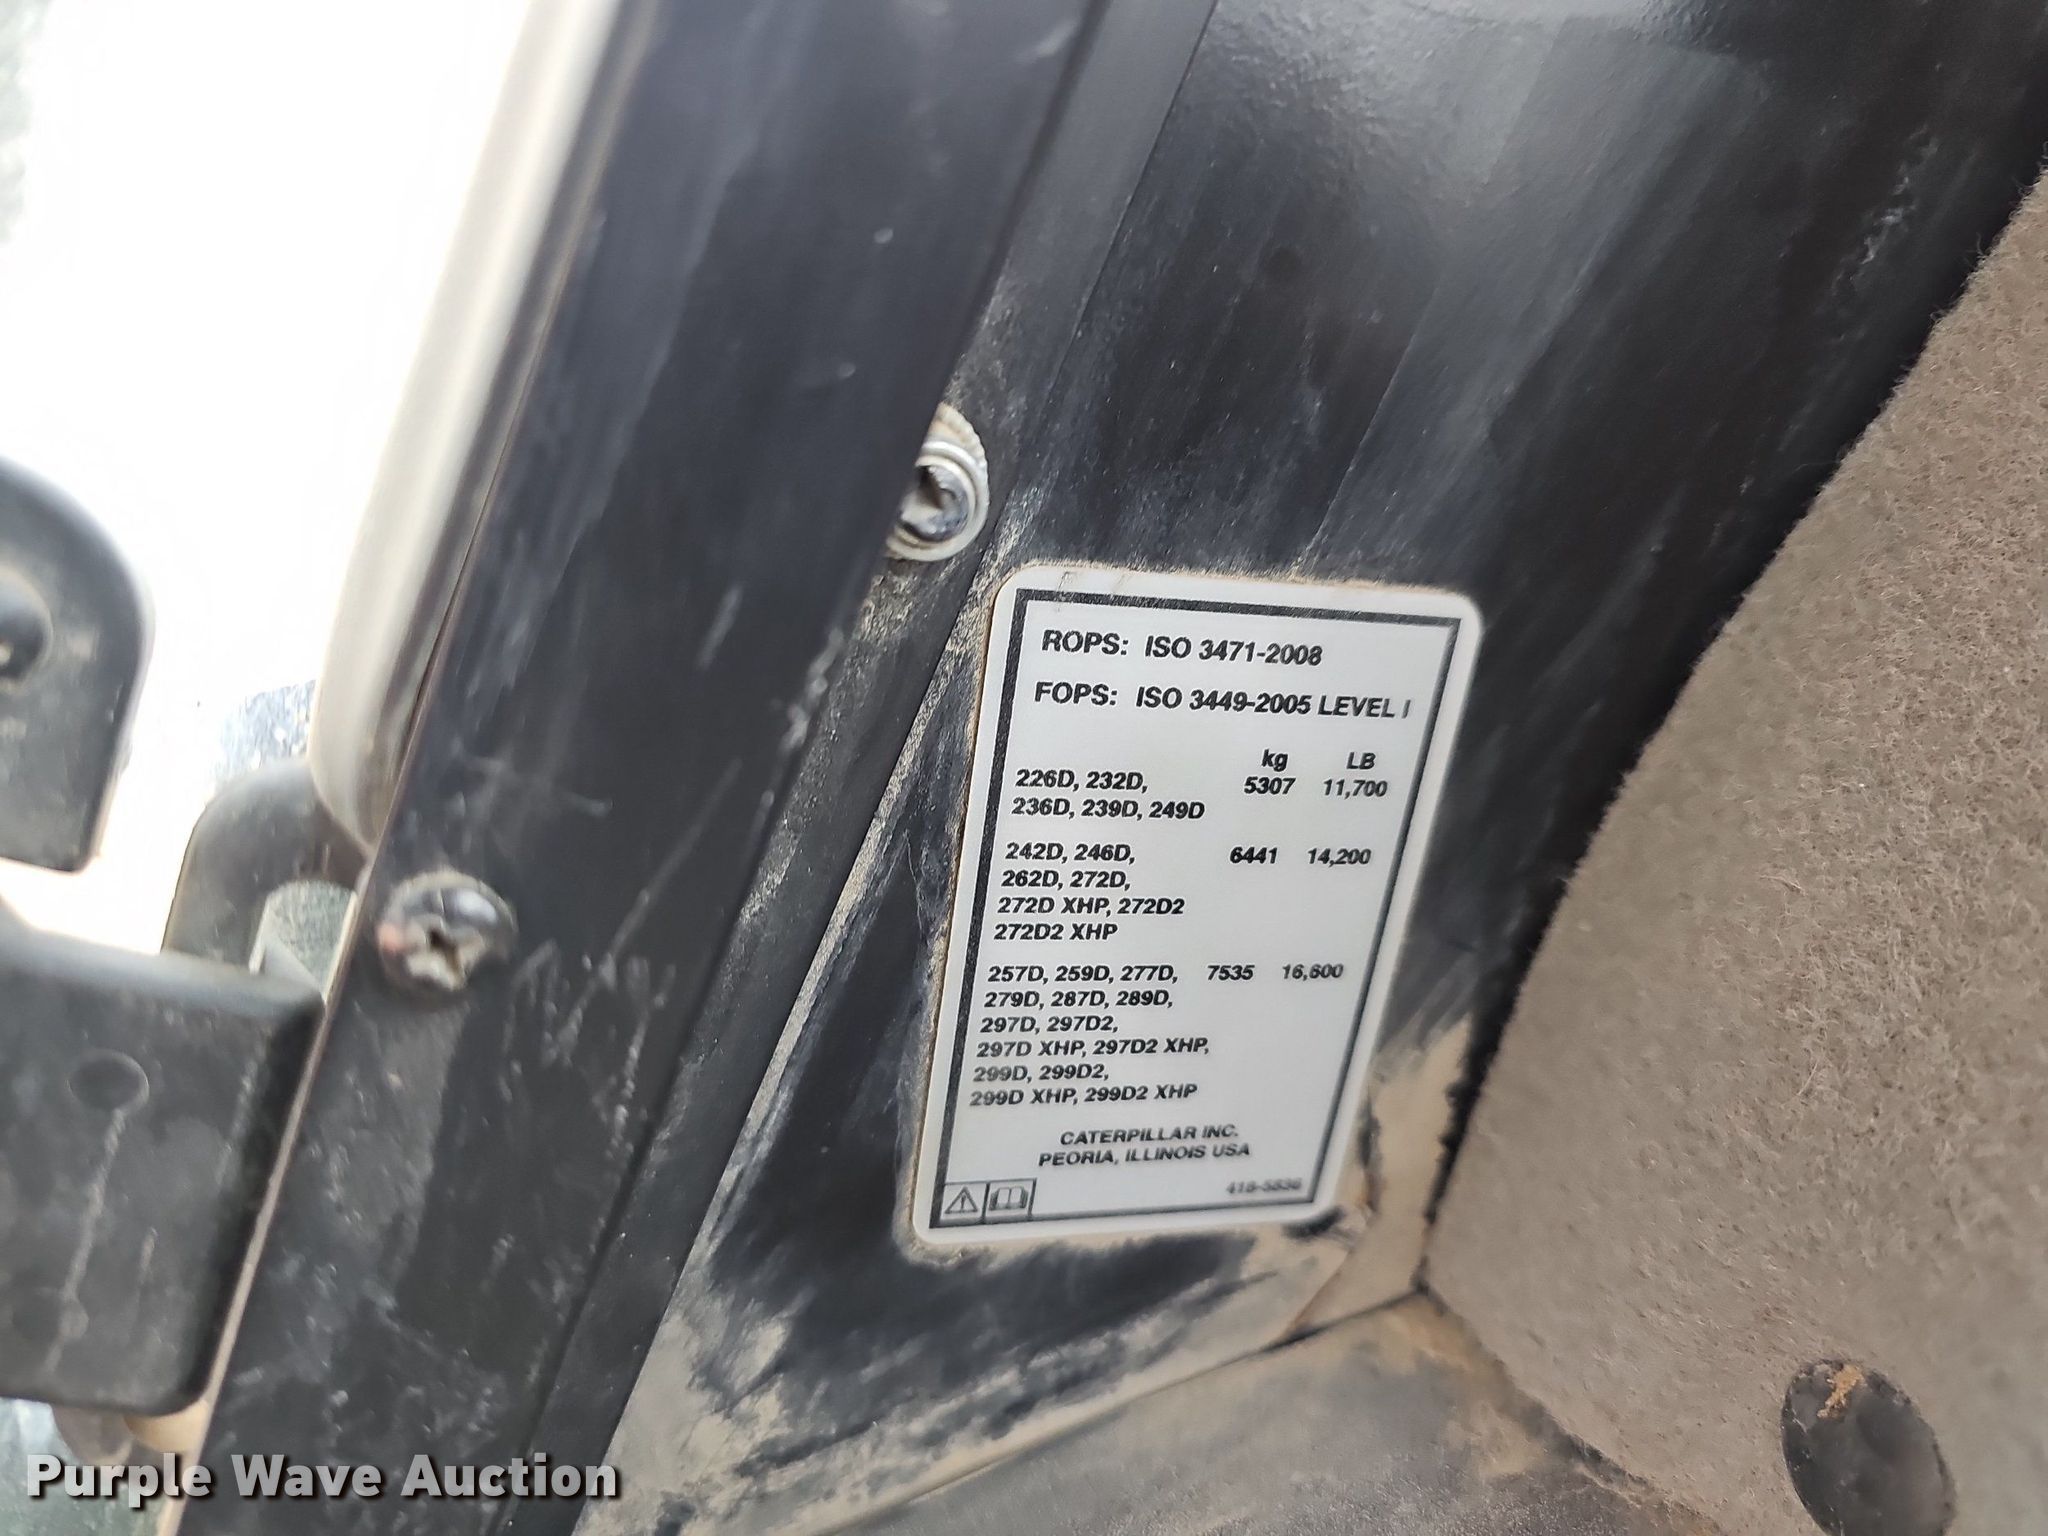 ROPS: ISO 3471-2008
FOPS: ISO 3449-2005 LEVEL I
kg LB
226D, 232D, 5307 11,700
236D, 239D, 249D
242D, 246D, 6441 14,200
262D, 272D,
272D XHP, 272D2
272D2 XHP
257D, 259D, 277D, 7535 16,600
279D, 287D, 289D,
297D, 297D2,
297D XHP, 297D2 XHP,
299D, 299D2,
299D XHP, 299D2 XHP
CATERPILLAR INC.
PEORIA, ILLINOIS USA
Purple Wave Auction